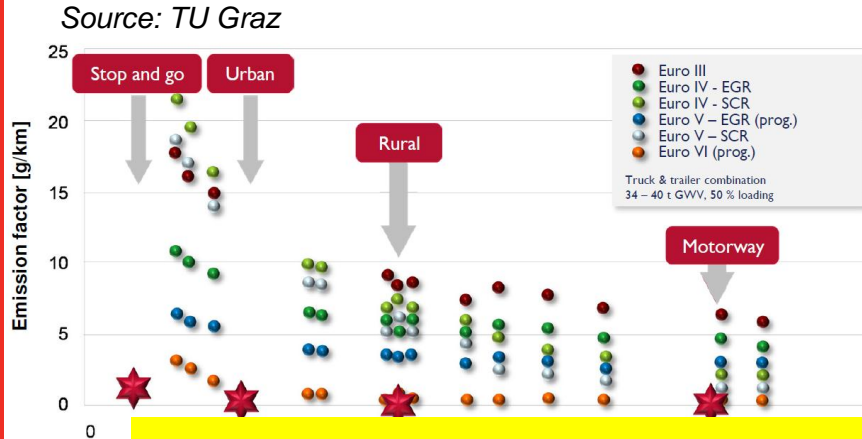 Source: TU Graz
25
Stop and go
Urban
Euro III
Euro IV - EGR
Euro IV - SCR
Euro V – EGR (prog.)
Euro V – SCR
Euro VI (prog.)
Truck & trailer combination
34 – 40 t GWV, 50 % loading
20
Rural
15
Motorway
10
5
0
0
Emission factor [g/km]